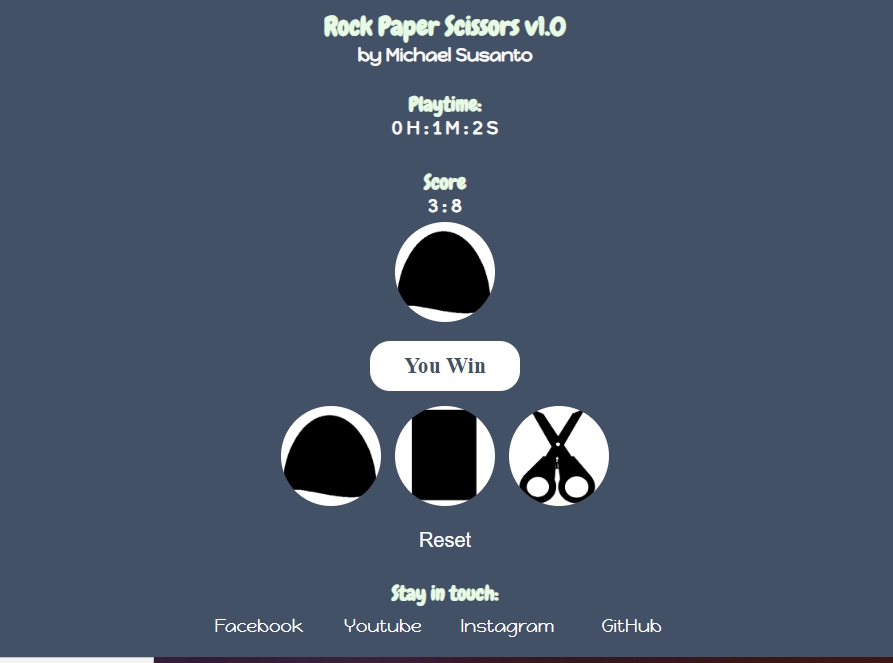 Rock Paper Scissors v1.0
by Michael Susanto
Playtime:
0H:1M:2S
Score
3:8
You Win
Reset
Stay in touch:
Facebook Youtube Instagram GitHub